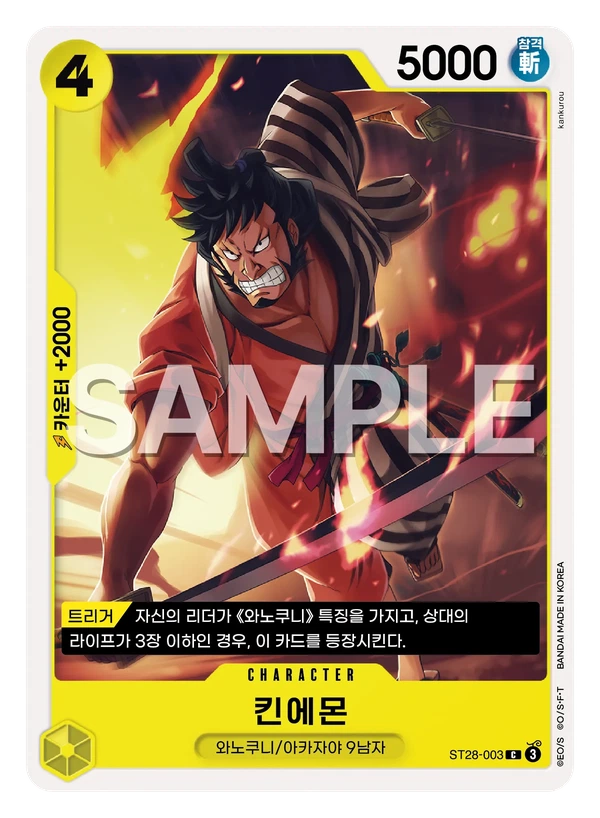 4
5000
참격
斬
kankurou
카운터 +2000
SAMPLE
트리거 자신의 리더가 《와노쿠니》 특징을 가지고, 상대의
라이프가 3장 이하인 경우, 이 카드를 등장시킨다.
CHARACTER
킨에몬
와노쿠니/아카자야 9남자
ST28-003 C 3
©EO/S ©O/S·F·T BANDAI MADE IN KOREA